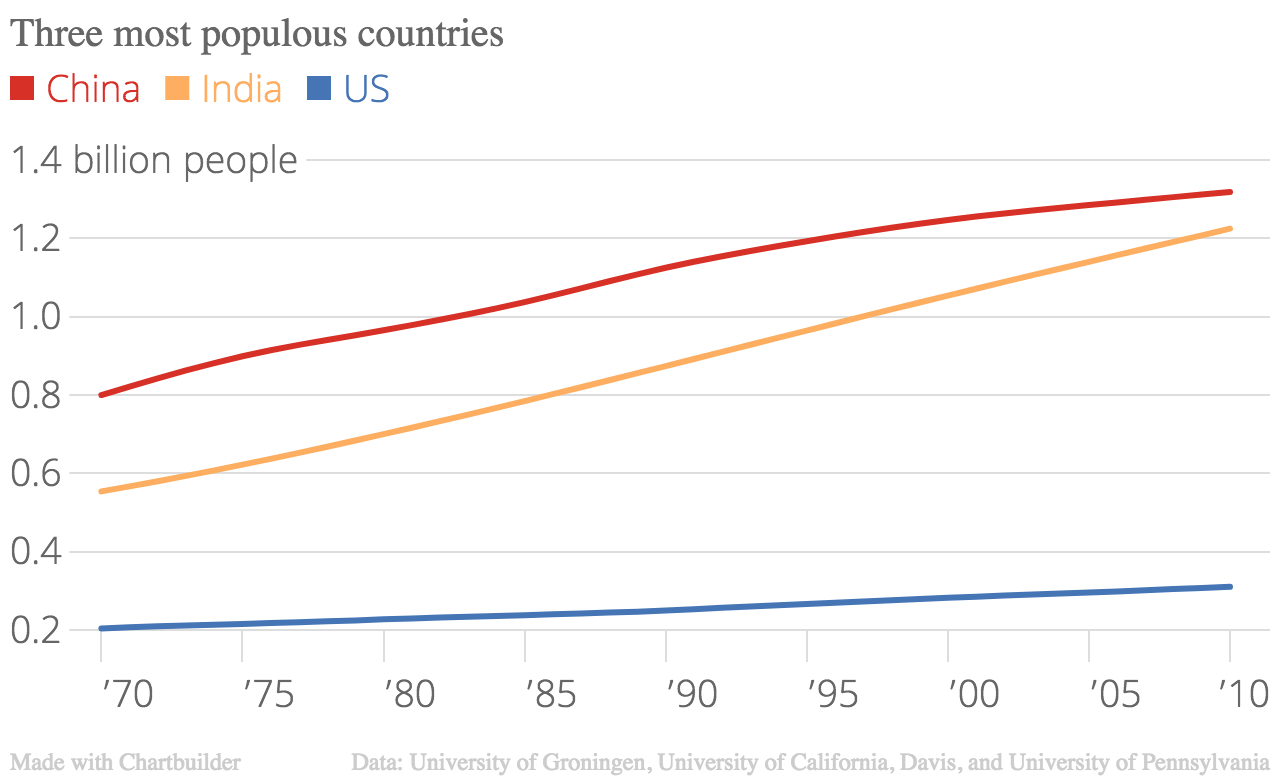 Three most populous countries
China India US
1.4 billion people
1.2
1.0
0.8
0.6
0.4
0.2
’70 ’75 ’80 ’85 ’90 ’95 ’00 ’05 ’10
Made with Chartbuilder Data: University of Groningen, University of California, Davis, and University of Pennsylvania